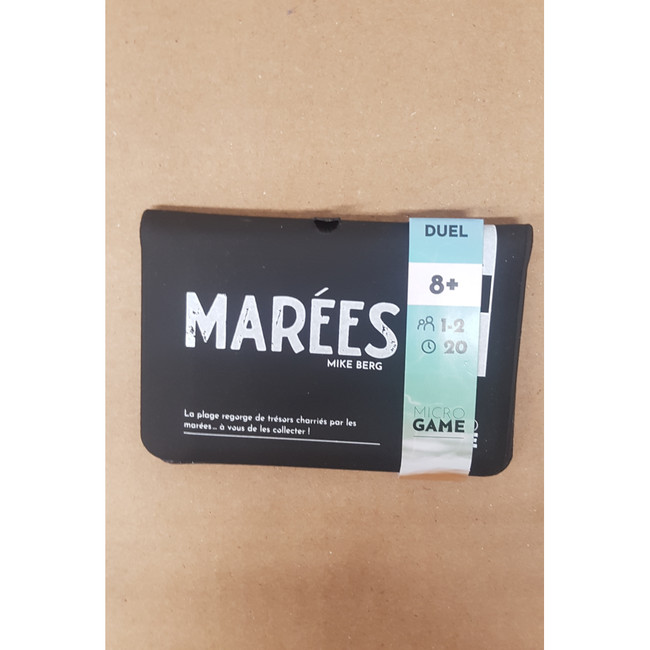 MARÉES
MIKE BERG
La plage regorge de trésors charriés par les
marées... à vous de les collecter !
DUEL
8+
1-2
20
MICRO
GAME